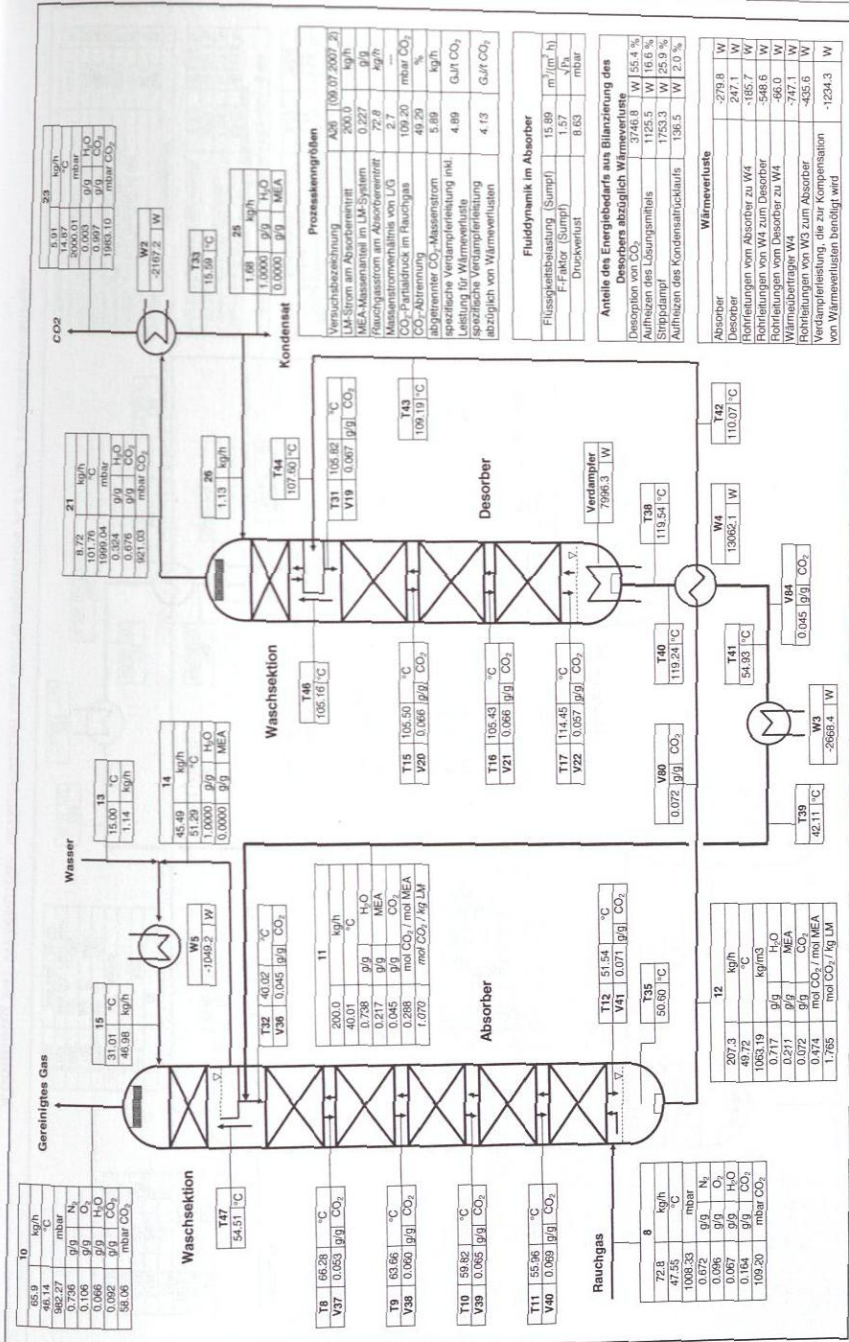 10
65.9 kg/h
46.14 °C
982.27 mbar
0.736 g/g N₂
0.106 g/g O₂
0.066 g/g H₂O
0.092 g/g CO₂
58.06 mbar CO₂
Gereinigtes Gas
Waschsektion
T47
54.51 °C
15
31.01 °C
46.98 kg/h
W5
-1049.2 W
Wasser
13
15.00 °C
1.14 kg/h
14
45.49 kg/h
51.29 °C
1.0000 g/g H₂O
0.0000 g/g MEA
T32 40.02 °C
V36 0.045 g/g CO₂
11
200.0 kg/h
40.01 °C
0.738 g/g H₂O
0.217 g/g MEA
0.045 g/g CO₂
0.288 mol CO₂ / mol MEA
1.070 mol CO₂ / kg LM
Absorber
T8 66.28 °C
V37 0.053 g/g CO₂
T9 63.66 °C
V38 0.060 g/g CO₂
T10 59.82 °C
V39 0.065 g/g CO₂
T11 55.96 °C
V40 0.069 g/g CO₂
T12 51.54 °C
V41 0.071 g/g CO₂
T35
50.60 °C
Rauchgas
8
72.8 kg/h
47.55 °C
1008.33 mbar
0.672 g/g N₂
0.096 g/g O₂
0.067 g/g H₂O
0.164 g/g CO₂
109.20 mbar CO₂
12
207.3 kg/h
49.72 °C
1063.19 kg/m3
0.717 g/g H₂O
0.211 g/g MEA
0.072 g/g CO₂
0.474 mol CO₂ / mol MEA
1.765 mol CO₂ / kg LM
21
8.72 kg/h
101.76 °C
1999.04 mbar
0.324 g/g H₂O
0.676 g/g CO₂
921.03 mbar CO₂
CO2
23
5.91 kg/h
14.87 °C
2000.01 mbar
0.003 g/g H₂O
0.997 g/g CO₂
1983.10 mbar CO₂
W2
-2167.2 W
T33
15.59 °C
25
1.68 kg/h
1.0000 g/g H₂O
0.0000 g/g MEA
Kondensat
26
1.13 kg/h
T44
107.60 °C
Waschsektion
T46
105.16 °C
T31 105.82 °C
V19 0.067 g/g CO₂
T43
109.19 °C
Desorber
T15 105.50 °C
V20 0.066 g/g CO₂
T16 105.43 °C
V21 0.066 g/g CO₂
T17 114.45 °C
V22 0.057 g/g CO₂
Verdampfer
7996.3 W
T38
119.54 °C
T40
119.24 °C
W4
13062.1 W
T42
110.07 °C
V80
0.072 g/g CO₂
T41
54.93 °C
V84
0.045 g/g CO₂
W3
-2668.4 W
T39
42.11 °C
Prozesskenngrößen
Versuchsbezeichnung A26 (09.07.2007_2)
LM-Strom am Absorbereintritt 200.0 kg/h
MEA-Massenanteil im LM-System 0.227 g/g
Rauchgasstrom am Absorbereintritt 72.8 kg/h
Massenstromverhältnis von L/G 2.7 ---
CO₂-Partialdruck im Rauchgas 109.20 mbar CO₂
CO₂-Abtrennung 49.29 %
abgetrennter CO₂-Massenstrom 5.89 kg/h
spezifische Verdampferleistung inkl.
Leistung für Wärmeverluste 4.89 GJ/t CO₂
spezifische Verdampferleistung
abzüglich von Wärmeverlusten 4.13 GJ/t CO₂
Fluiddynamik im Absorber
Flüssigkeitsbelastung (Sumpf) 15.89 m³/(m² h)
F-Faktor (Sumpf) 1.57 √Pa
Druckverlust 8.63 mbar
Anteile des Energiebedarfs aus Bilanzierung des
Desorbers abzüglich Wärmeverluste
Desorption von CO₂ 3746.8 W 55.4 %
Aufheizen des Lösungsmittels 1125.5 W 16.6 %
Strippdampf 1753.3 W 25.9 %
Aufheizen des Kondensatrücklaufs 136.5 W 2.0 %
Wärmeverluste
Absorber -279.8 W
Desorber 247.1 W
Rohrleitungen vom Absorber zu W4 -185.7 W
Rohrleitungen von W4 zum Desorber -548.6 W
Rohrleitungen vom Desorber zu W4 -66.0 W
Wärmeübertrager W4 -747.1 W
Rohrleitungen von W3 zum Absorber -435.6 W
Verdampferleistung, die zur Kompensation
von Wärmeverlusten benötigt wird -1234.3 W